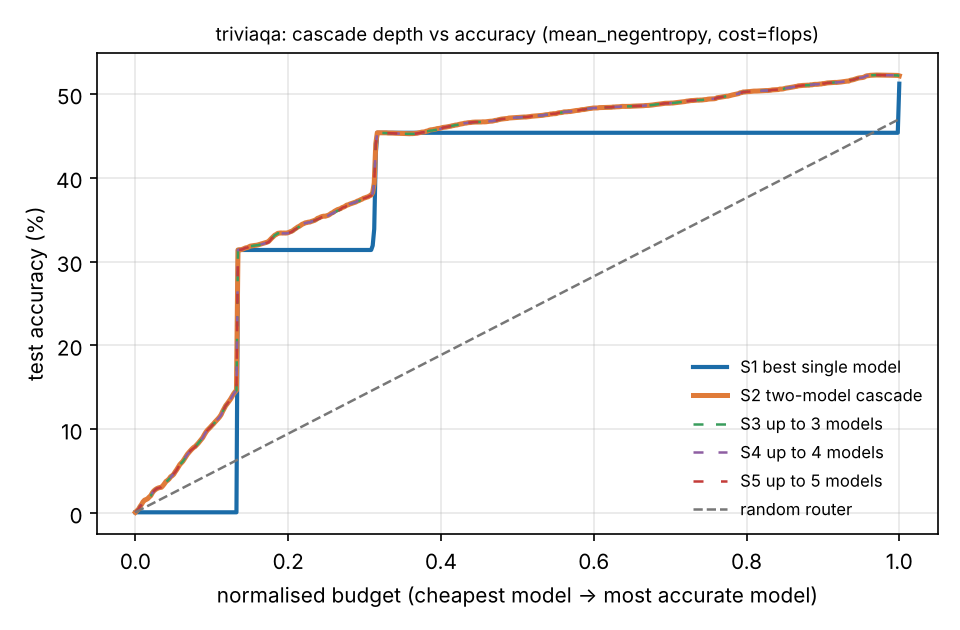 triviaqa: cascade depth vs accuracy (mean_negentropy, cost=flops)
test accuracy (%)
50
40
30
20
10
0
S1 best single model
S2 two-model cascade
S3 up to 3 models
S4 up to 4 models
S5 up to 5 models
random router
0.0 0.2 0.4 0.6 0.8 1.0
normalised budget (cheapest model → most accurate model)